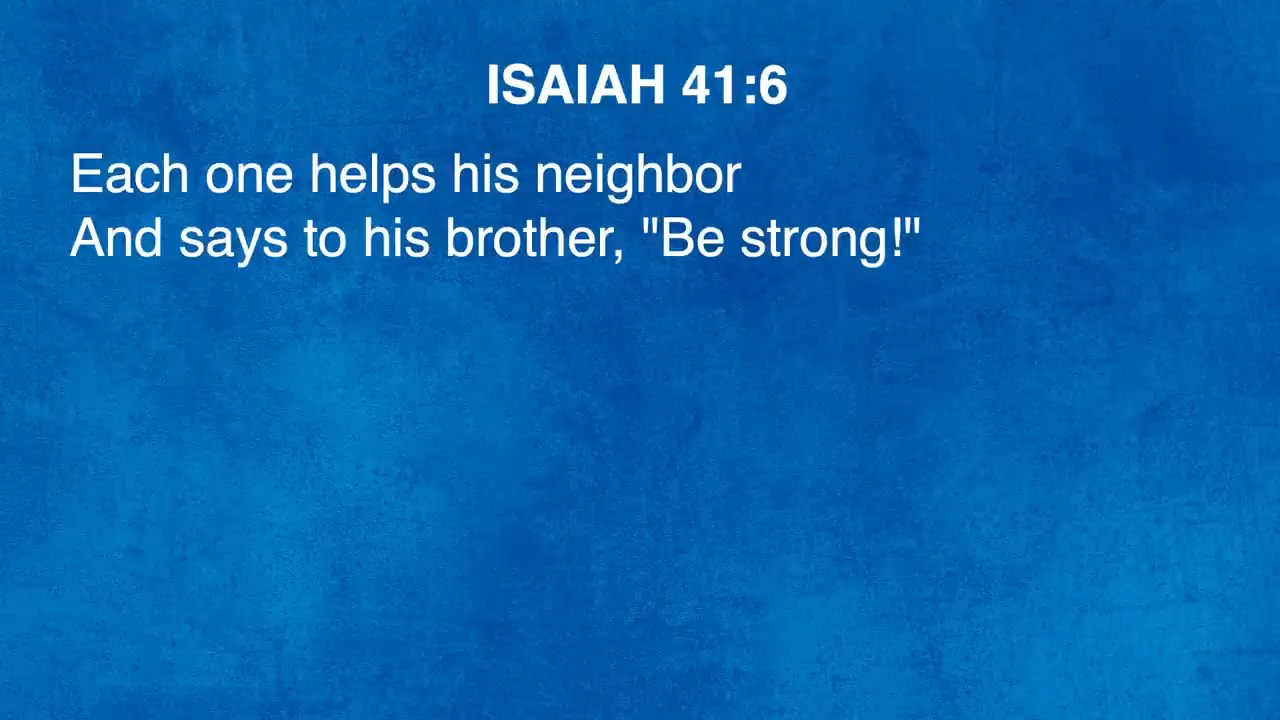 ISAIAH 41:6
Each one helps his neighbor
And says to his brother, "Be strong!"